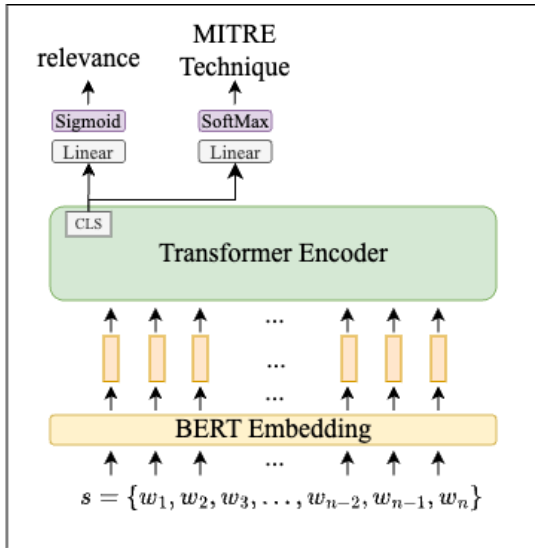 MITRE
relevance Technique
Sigmoid SoftMax
Linear Linear
CLS
Transformer Encoder
...
...
...
BERT Embedding
...
s = {w₁, w₂, w₃, . . . , wₙ₋₂, wₙ₋₁, wₙ}